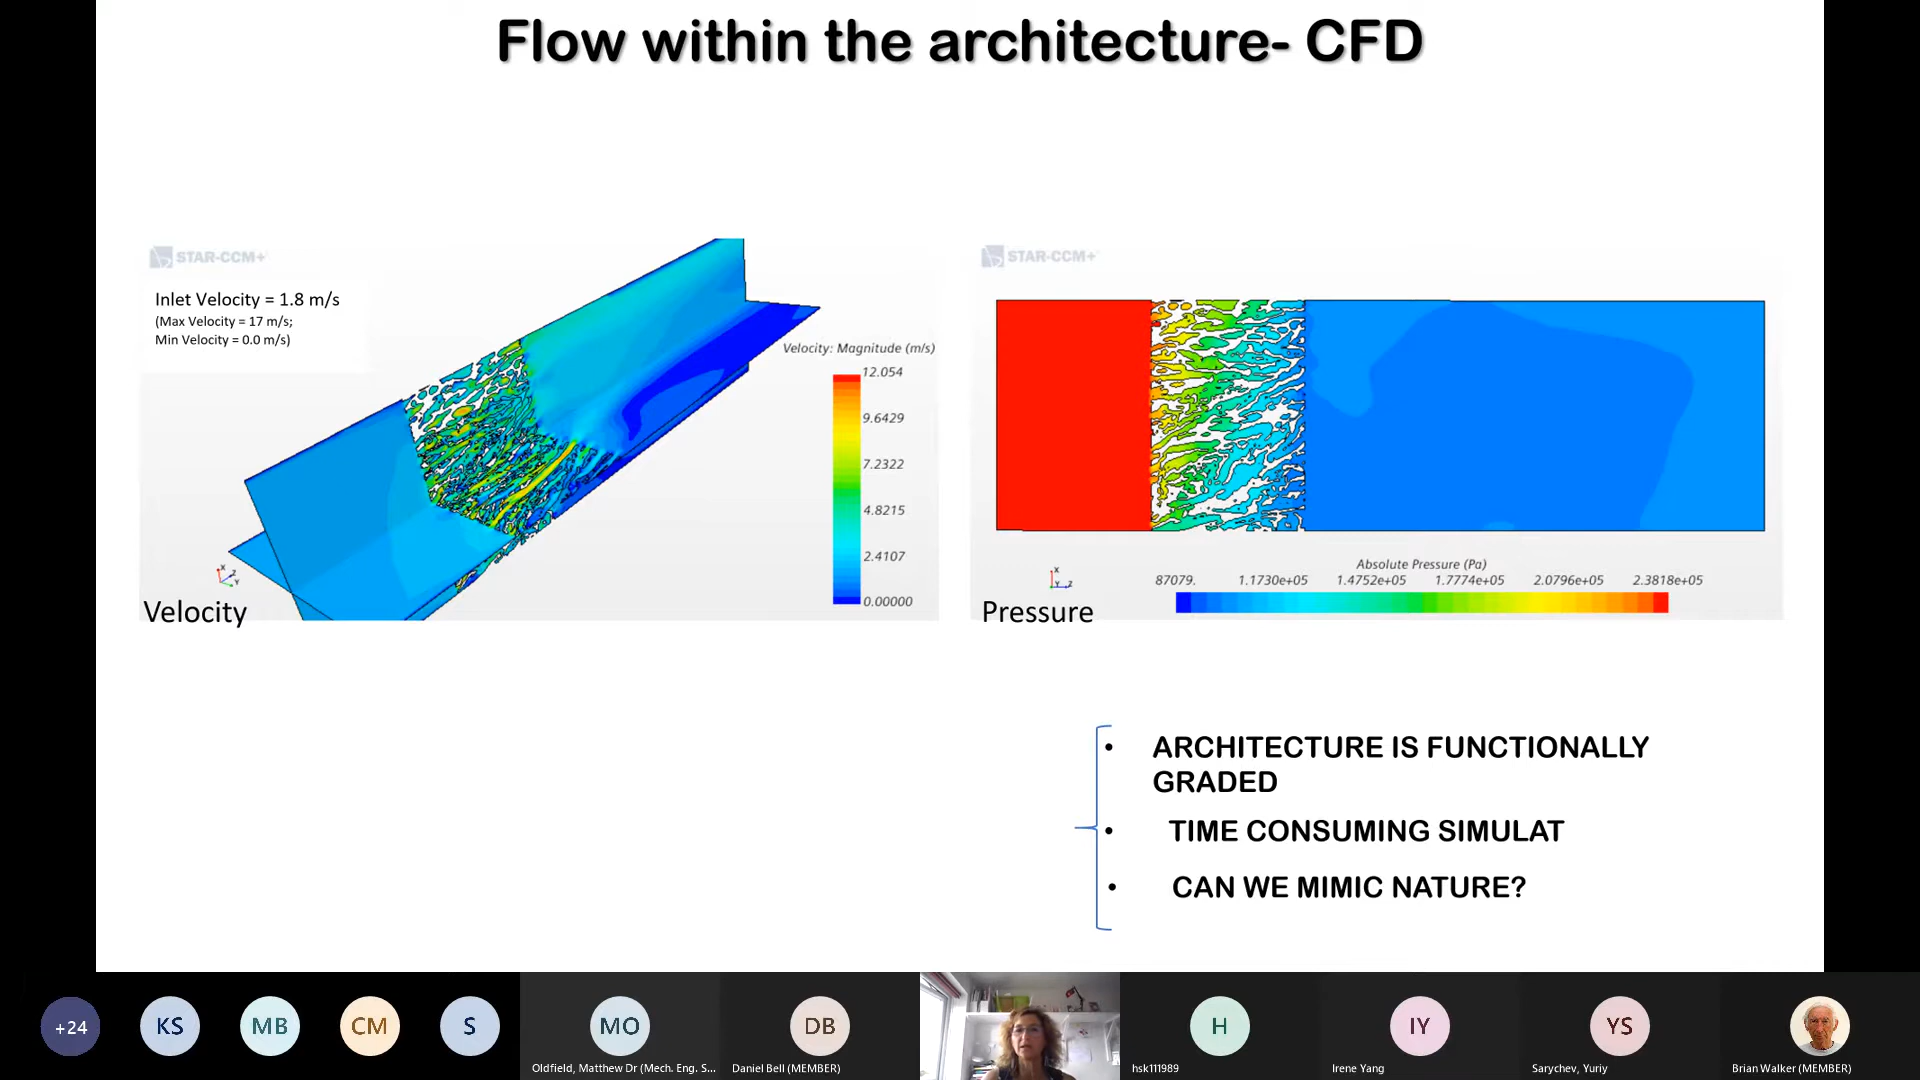 Flow within the architecture- CFD
STAR-CCM+
Inlet Velocity = 1.8 m/s
(Max Velocity = 17 m/s;
Min Velocity = 0.0 m/s)
Velocity: Magnitude (m/s)
12.054
9.6429
7.2322
4.8215
2.4107
0.00000
X
Z
Y
Velocity
STAR-CCM+
X
Y
Z
Absolute Pressure (Pa)
87079. 1.1730e+05 1.4752e+05 1.7774e+05 2.0796e+05 2.3818e+05
Pressure
• ARCHITECTURE IS FUNCTIONALLY
GRADED
• TIME CONSUMING SIMULAT
• CAN WE MIMIC NATURE?
+24
KS
MB
CM
S
MO
Oldfield, Matthew Dr (Mech. Eng. S...
DB
Daniel Bell (MEMBER)
H
hsk111989
IY
Irene Yang
YS
Sarychev, Yuriy
Brian Walker (MEMBER)